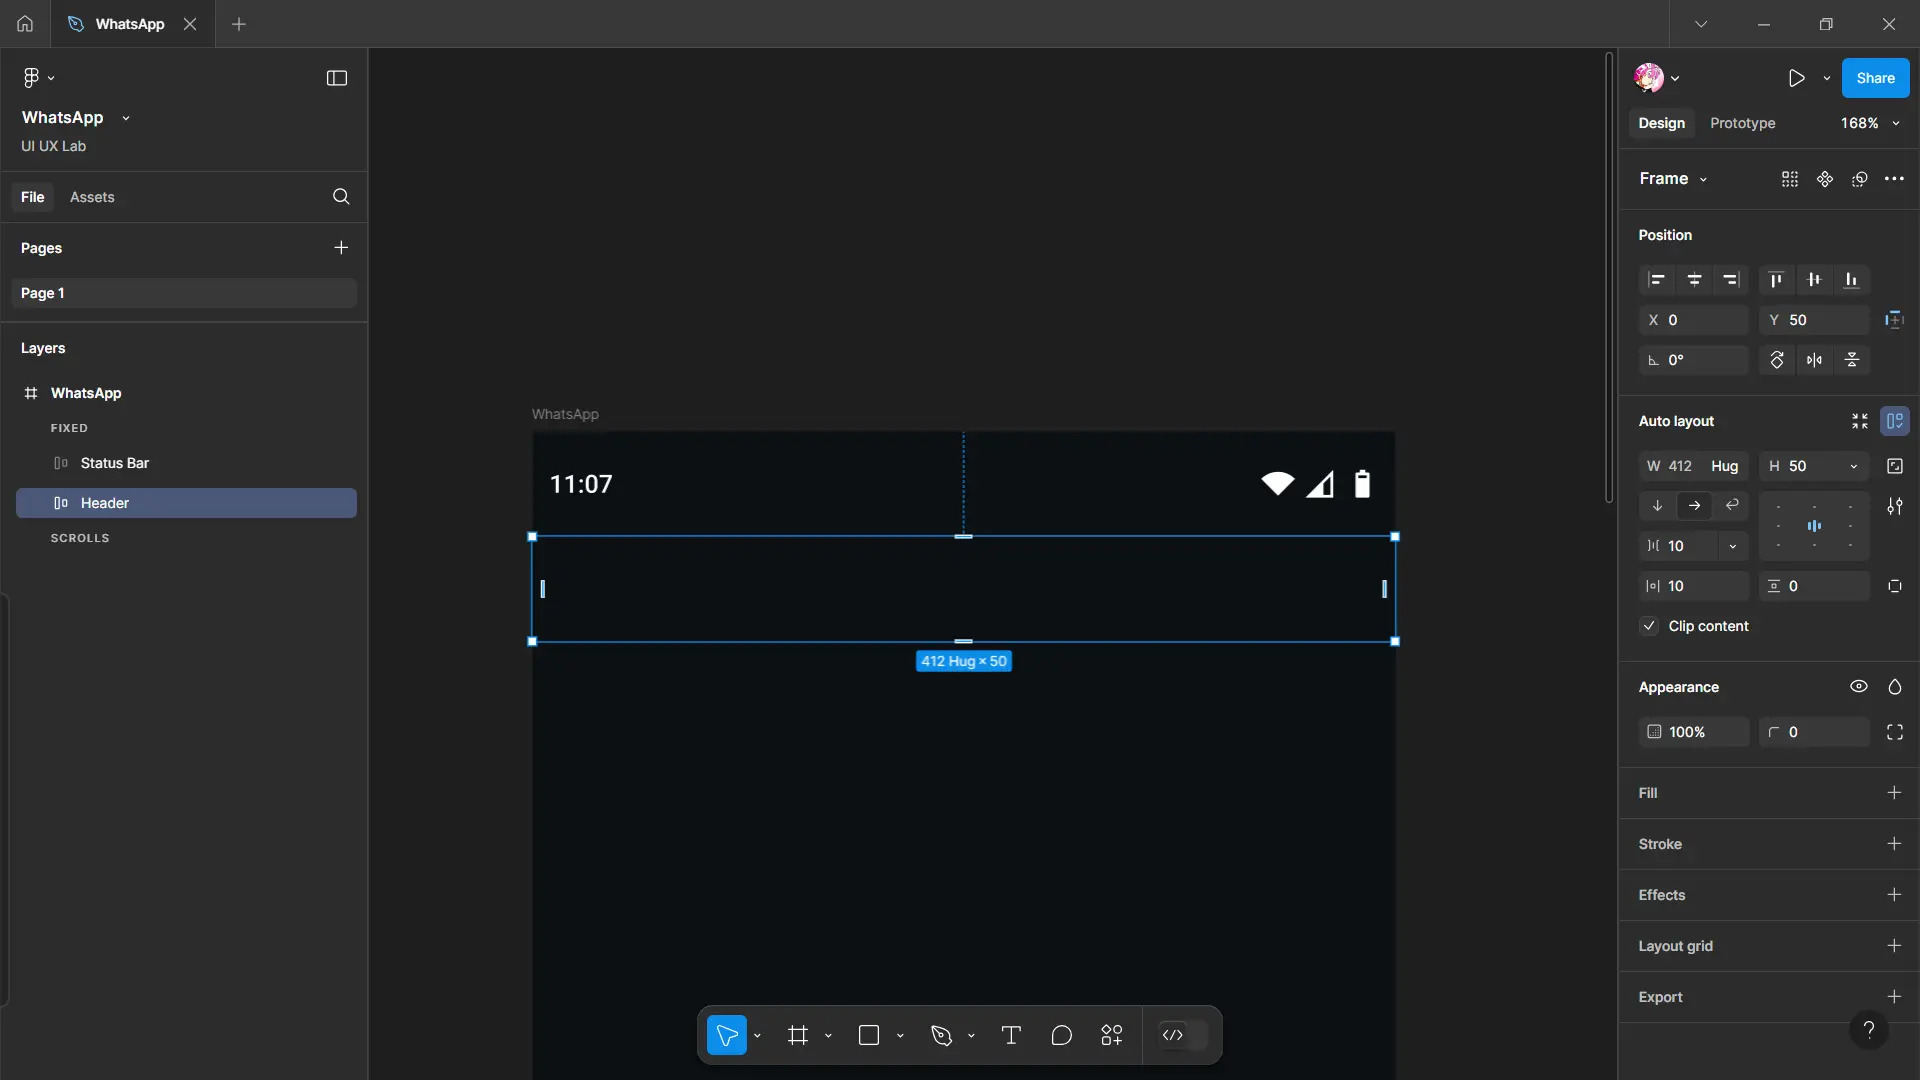 WhatsApp
WhatsApp
UI UX Lab
File Assets
Pages
Page 1
Layers
WhatsApp
FIXED
Status Bar
Header
SCROLLS
WhatsApp
11:07
412 Hug × 50
Share
Design Prototype 168%
Frame
Position
X 0 Y 50
0°
Auto layout
W 412 Hug H 50
10
10 0
Clip content
Appearance
100% 0
Fill
Stroke
Effects
Layout grid
Export
?